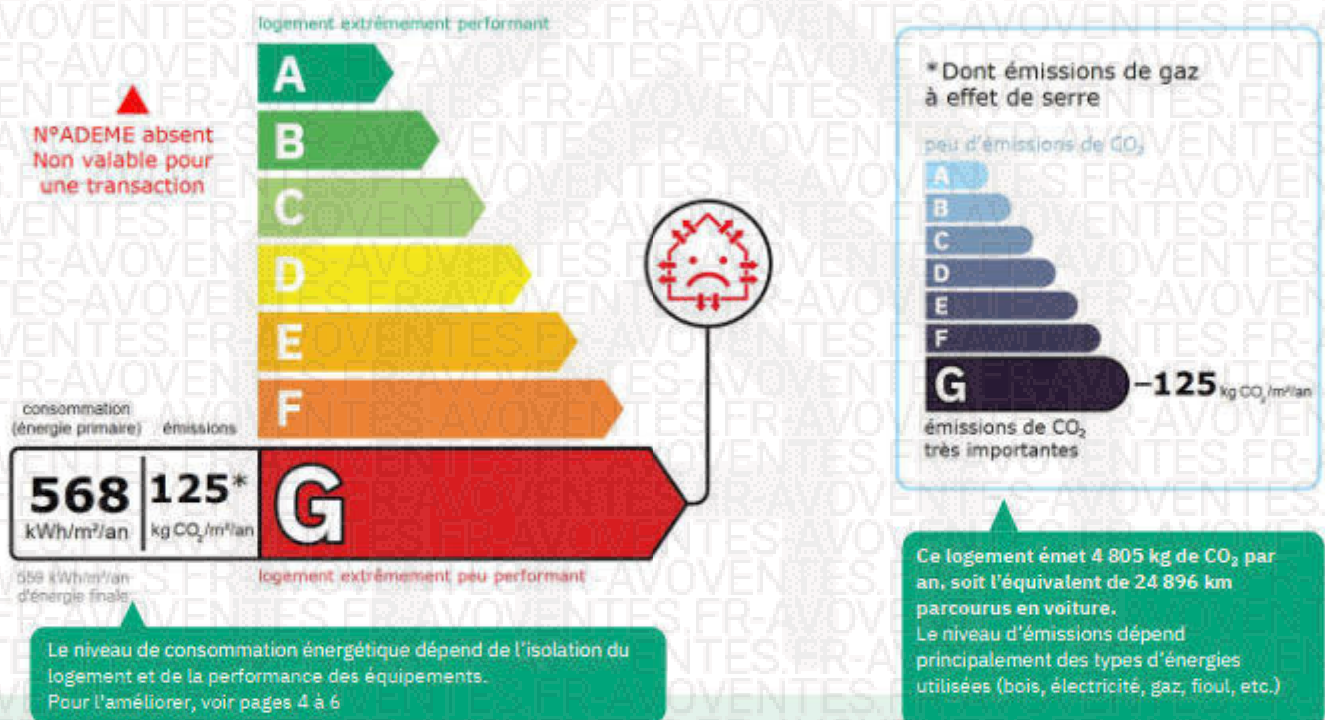 logement extrêmement performant
A
B
C
D
E
F
G
N°ADEME absent
Non valable pour
une transaction
consommation
(énergie primaire)
émissions
568
kWh/m²/an
125*
kg CO₂/m²/an
559 kWh/m²/an
d'énergie finale
logement extrêmement peu performant
Le niveau de consommation énergétique dépend de l'isolation du
logement et de la performance des équipements.
Pour l'améliorer, voir pages 4 à 6
*Dont émissions de gaz
à effet de serre
peu d'émissions de CO₂
A
B
C
D
E
F
G
125 kg CO₂/m²/an
émissions de CO₂
très importantes
Ce logement émet 4 805 kg de CO₂ par
an, soit l'équivalent de 24 896 km
parcourus en voiture.
Le niveau d'émissions dépend
principalement des types d'énergies
utilisées (bois, électricité, gaz, fioul, etc.)
AVOVENTES.FR